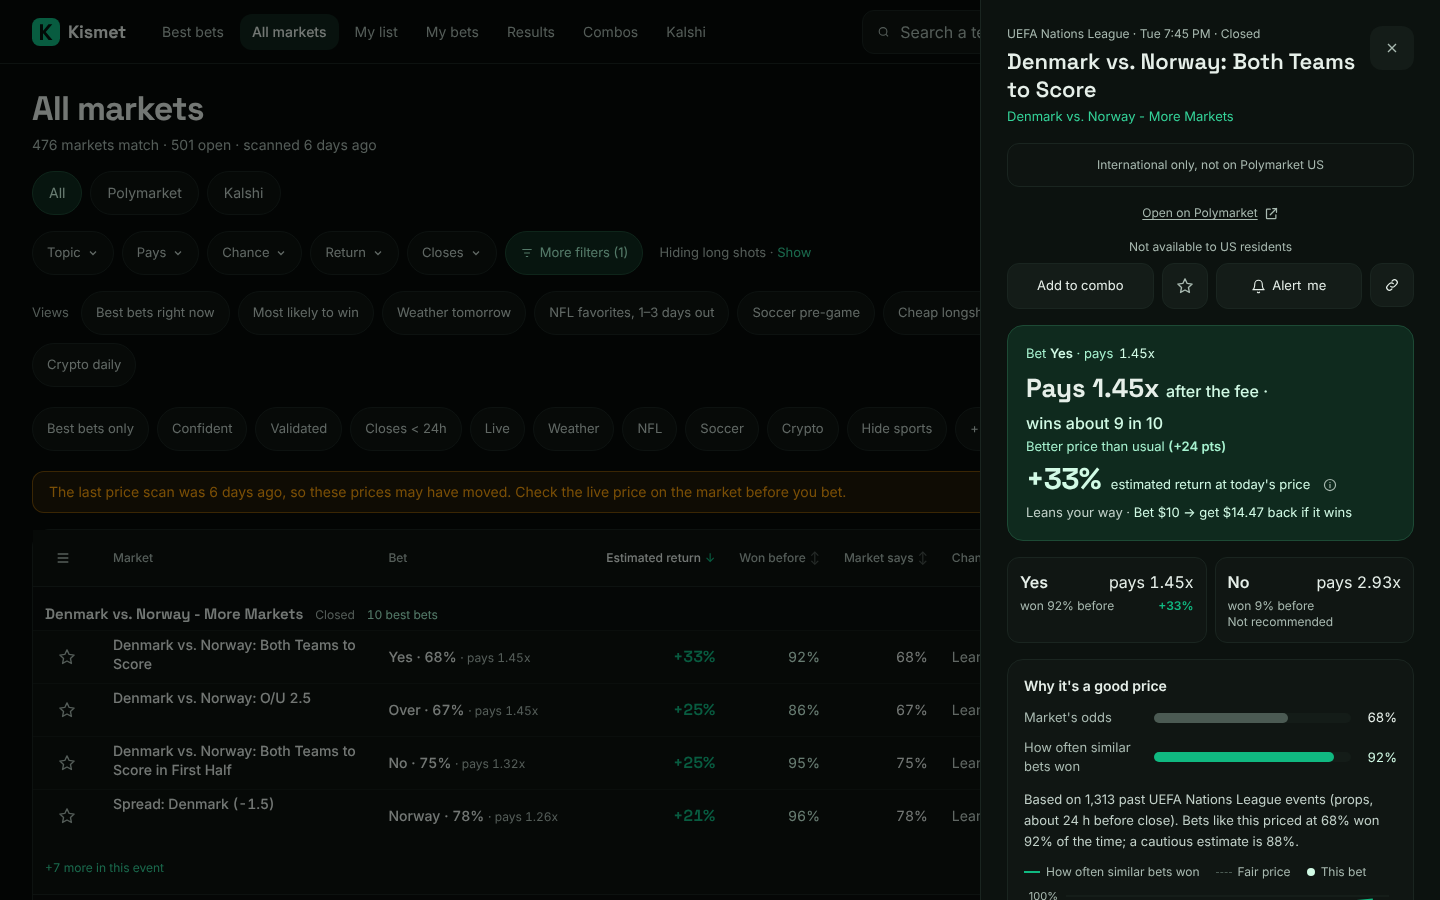 Kismet
Best bets
All markets
My list
My bets
Results
Combos
Kalshi
Search a te
All markets
476 markets match · 501 open · scanned 6 days ago
All
Polymarket
Kalshi
Topic
Pays
Chance
Return
Closes
More filters (1)
Hiding long shots · Show
Views
Best bets right now
Most likely to win
Weather tomorrow
NFL favorites, 1–3 days out
Soccer pre-game
Cheap longsh
Crypto daily
Best bets only
Confident
Validated
Closes < 24h
Live
Weather
NFL
Soccer
Crypto
Hide sports
+
The last price scan was 6 days ago, so these prices may have moved. Check the live price on the market before you bet.
Market
Bet
Estimated return ↓
Won before
Market says
Chan
Denmark vs. Norway - More Markets Closed 10 best bets
Denmark vs. Norway: Both Teams to
Score
Yes · 68% · pays 1.45x
+33%
92%
68%
Lean
Denmark vs. Norway: O/U 2.5
Over · 67% · pays 1.45x
+25%
86%
67%
Lean
Denmark vs. Norway: Both Teams to
Score in First Half
No · 75% · pays 1.32x
+25%
95%
75%
Lean
Spread: Denmark (-1.5)
Norway · 78% · pays 1.26x
+21%
96%
78%
Lean
+7 more in this event
UEFA Nations League · Tue 7:45 PM · Closed
Denmark vs. Norway: Both Teams
to Score
Denmark vs. Norway - More Markets
International only, not on Polymarket US
Open on Polymarket
Not available to US residents
Add to combo
Alert me
Bet Yes · pays 1.45x
Pays 1.45x after the fee ·
wins about 9 in 10
Better price than usual (+24 pts)
+33% estimated return at today's price
Leans your way · Bet $10 → get $14.47 back if it wins
Yes pays 1.45x
won 92% before +33%
No pays 2.93x
won 9% before
Not recommended
Why it's a good price
Market's odds 68%
How often similar
bets won 92%
Based on 1,313 past UEFA Nations League events (props,
about 24 h before close). Bets like this priced at 68% won
92% of the time; a cautious estimate is 88%.
How often similar bets won
Fair price
This bet
100%